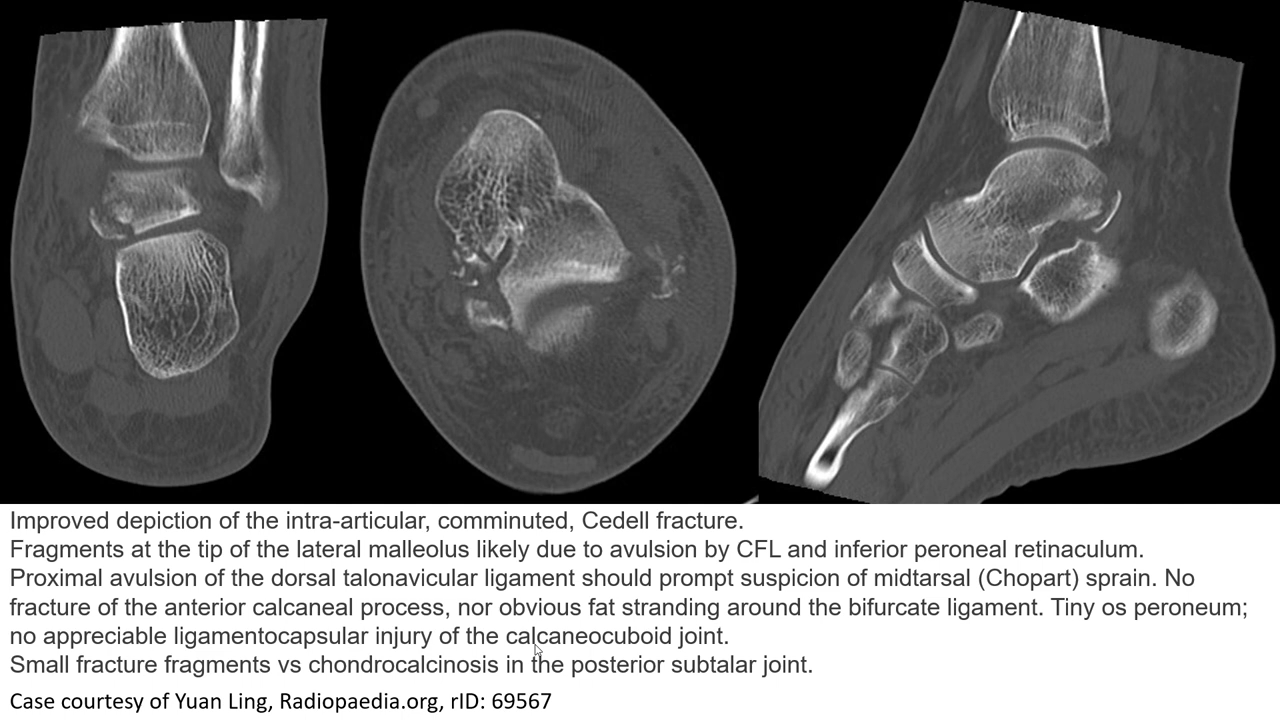 Improved depiction of the intra-articular, comminuted, Cedell fracture.
Fragments at the tip of the lateral malleolus likely due to avulsion by CFL and inferior peroneal retinaculum.
Proximal avulsion of the dorsal talonavicular ligament should prompt suspicion of midtarsal (Chopart) sprain. No
fracture of the anterior calcaneal process, nor obvious fat stranding around the bifurcate ligament. Tiny os peroneum;
no appreciable ligamentocapsular injury of the calcaneocuboid joint.
Small fracture fragments vs chondrocalcinosis in the posterior subtalar joint.
Case courtesy of Yuan Ling, Radiopaedia.org, rID: 69567